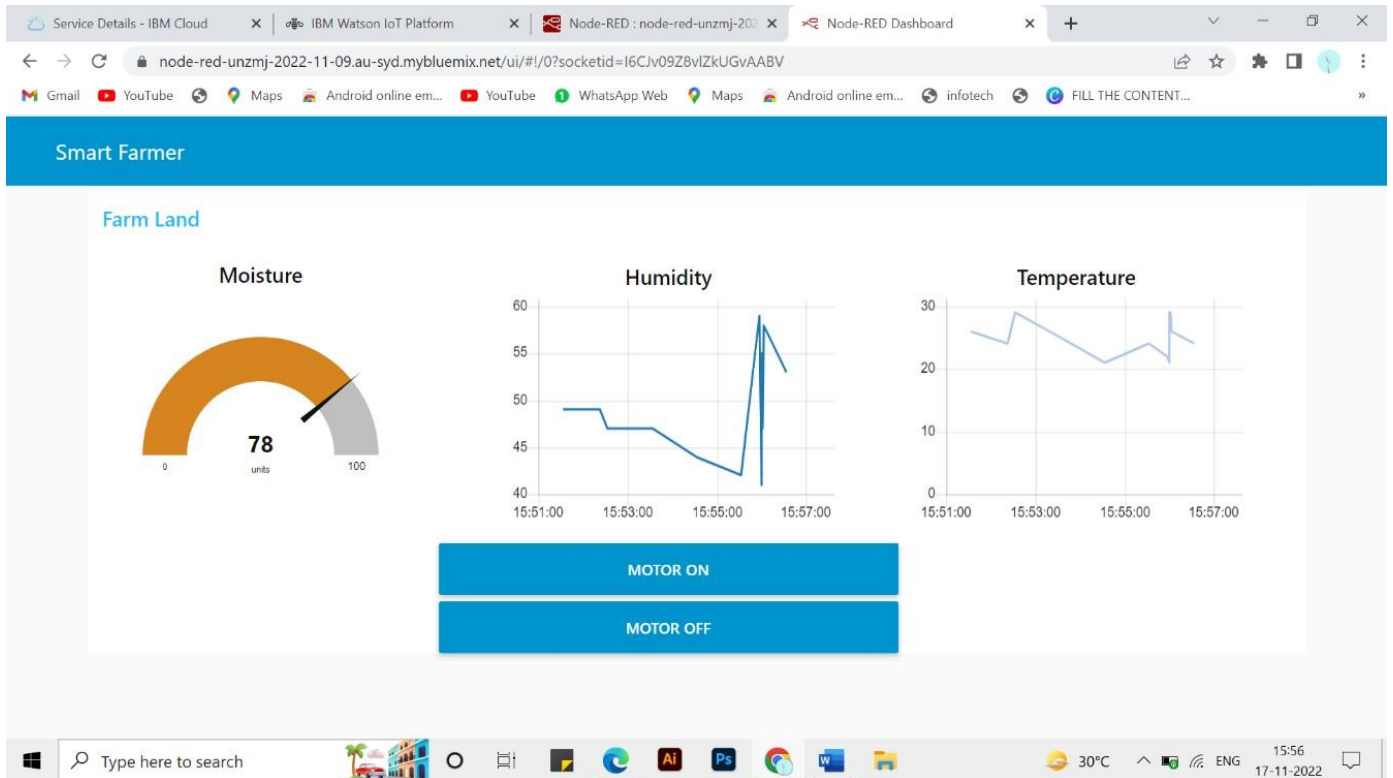 Service Details - IBM Cloud
IBM Watson IoT Platform
Node-RED : node-red-unzmj-202
Node-RED Dashboard
node-red-unzmj-2022-11-09.au-syd.mybluemix.net/ui/#!/0?socketid=I6CJv09Z8vlZkUGvAABV
Gmail
YouTube
Maps
Android online em...
YouTube
WhatsApp Web
Maps
Android online em...
infotech
FILL THE CONTENT...
»
Smart Farmer
Farm Land
Moisture
78
units
0
100
Humidity
60
55
50
45
40
15:51:00 15:53:00 15:55:00 15:57:00
Temperature
30
20
10
0
15:51:00 15:53:00 15:55:00 15:57:00
MOTOR ON
MOTOR OFF
Type here to search
Ai
Ps
30°C
ENG
15:56
17-11-2022